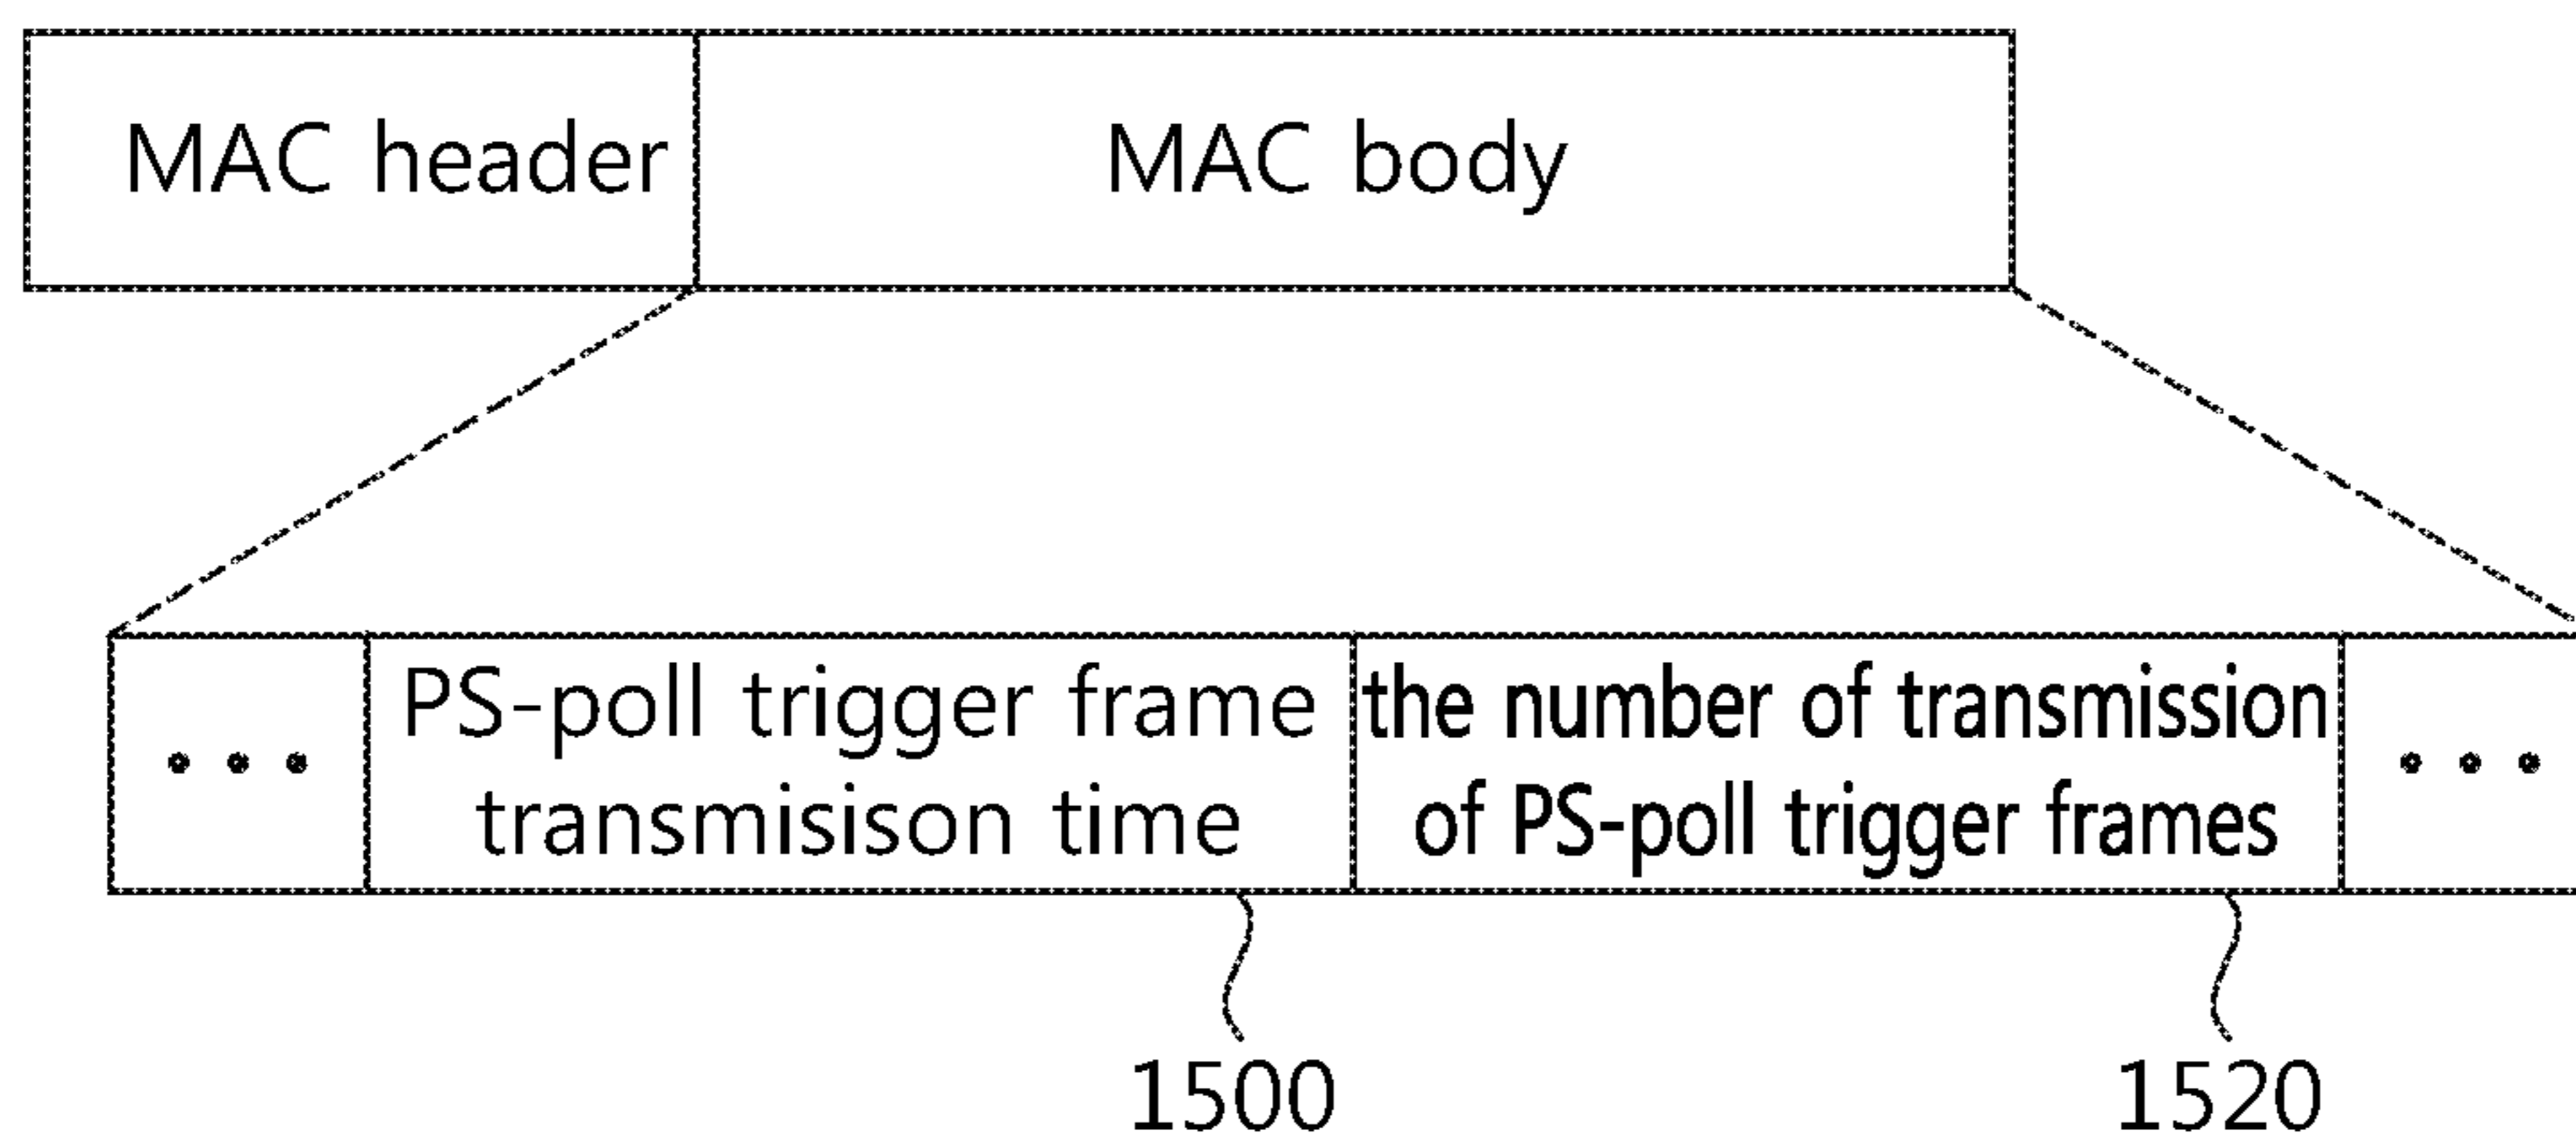 MAC header
MAC body
• • •
PS-poll trigger frame
transmisison time
the number of transmission
of PS-poll trigger frames
• • •
1500
1520